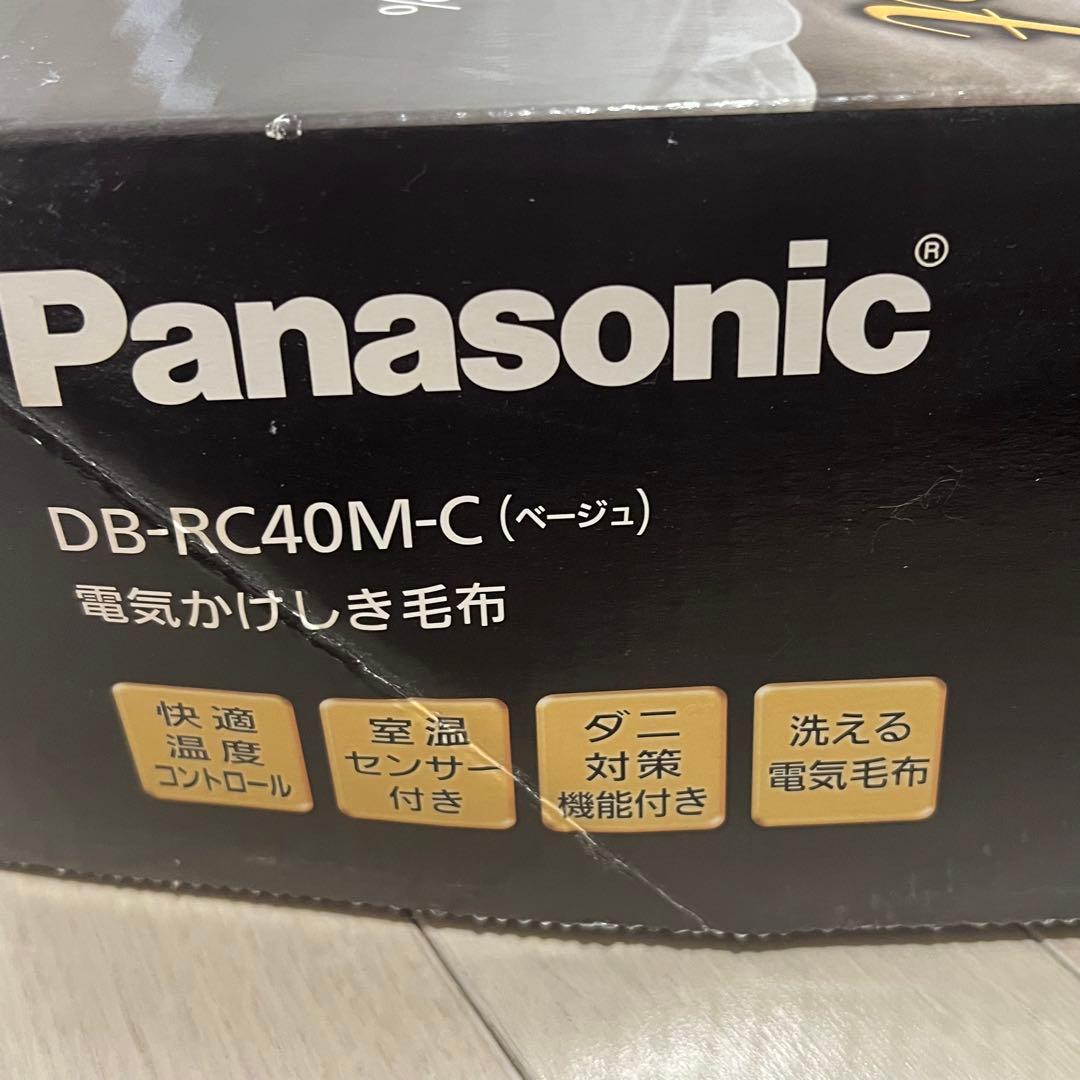 %
Panasonic®
DB-RC40M-C (ベージュ)
電気かけしき毛布
快適
温度
コントロール
室温
センサー
付き
ダニ
対策
機能付き
洗える
電気毛布